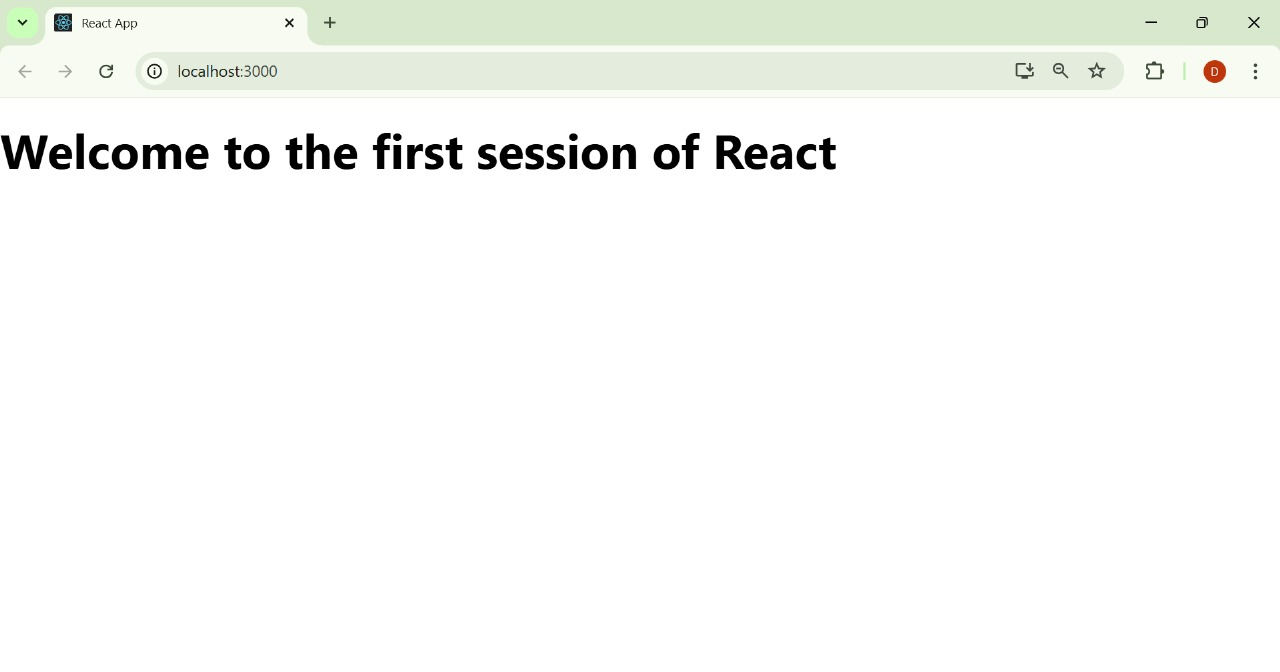 React App
localhost:3000
D
Welcome to the first session of React